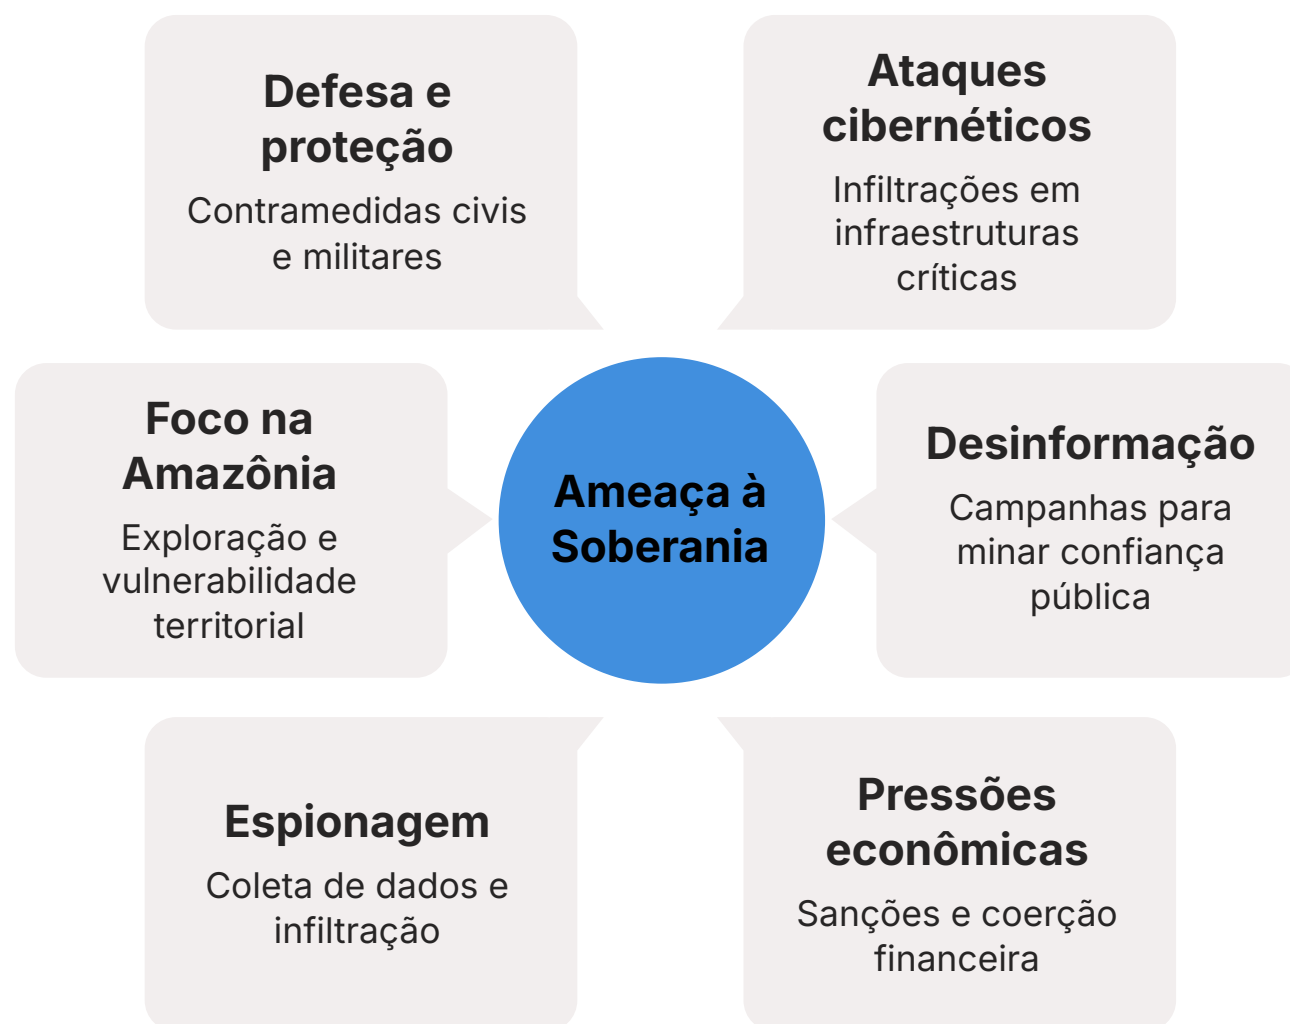 Defesa e
proteção
Contramedidas civis
e militares
Ataques
cibernéticos
Infiltrações em
infraestruturas
críticas
Foco na
Amazônia
Exploração e
vulnerabilidade
territorial
Ameaça à
Soberania
Desinformação
Campanhas para
minar confiança
pública
Espionagem
Coleta de dados e
infiltração
Pressões
econômicas
Sanções e coerção
financeira